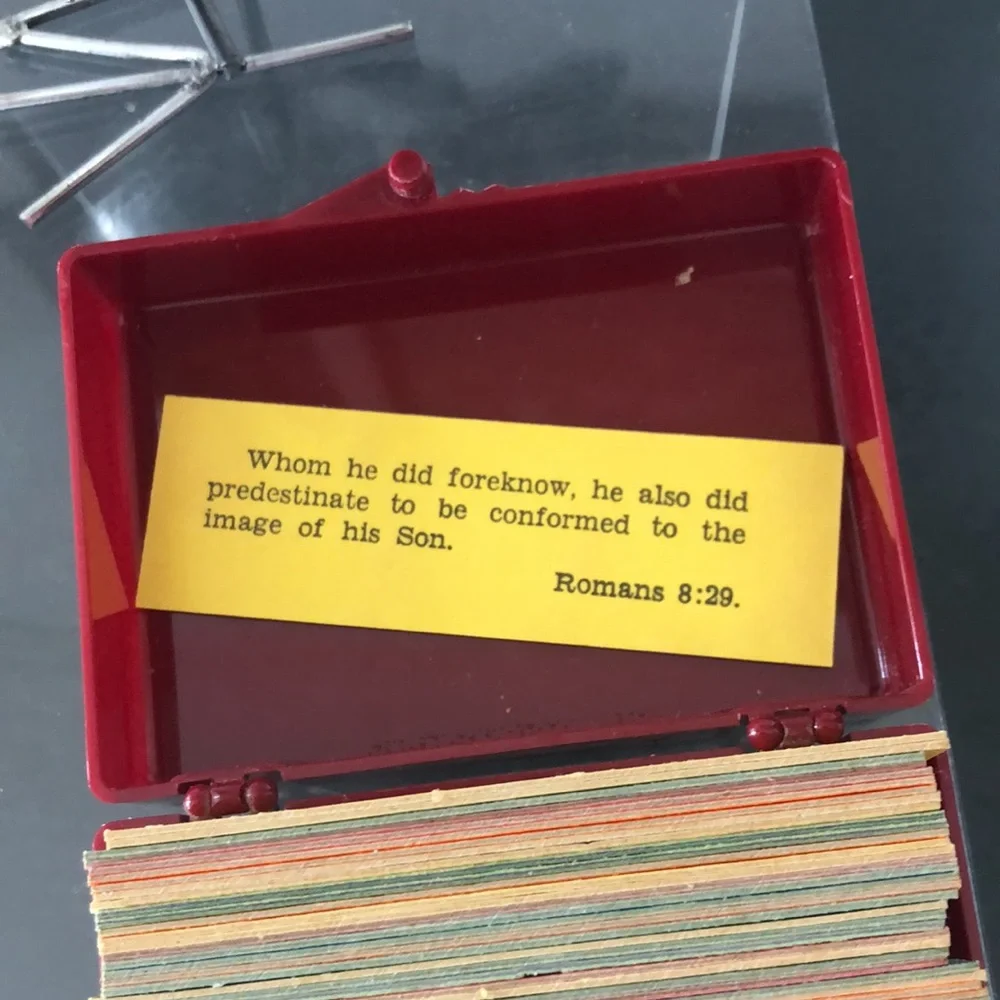 Whom he did foreknow, he also did
predestinate to be conformed to the
image of his Son.
Romans 8:29.